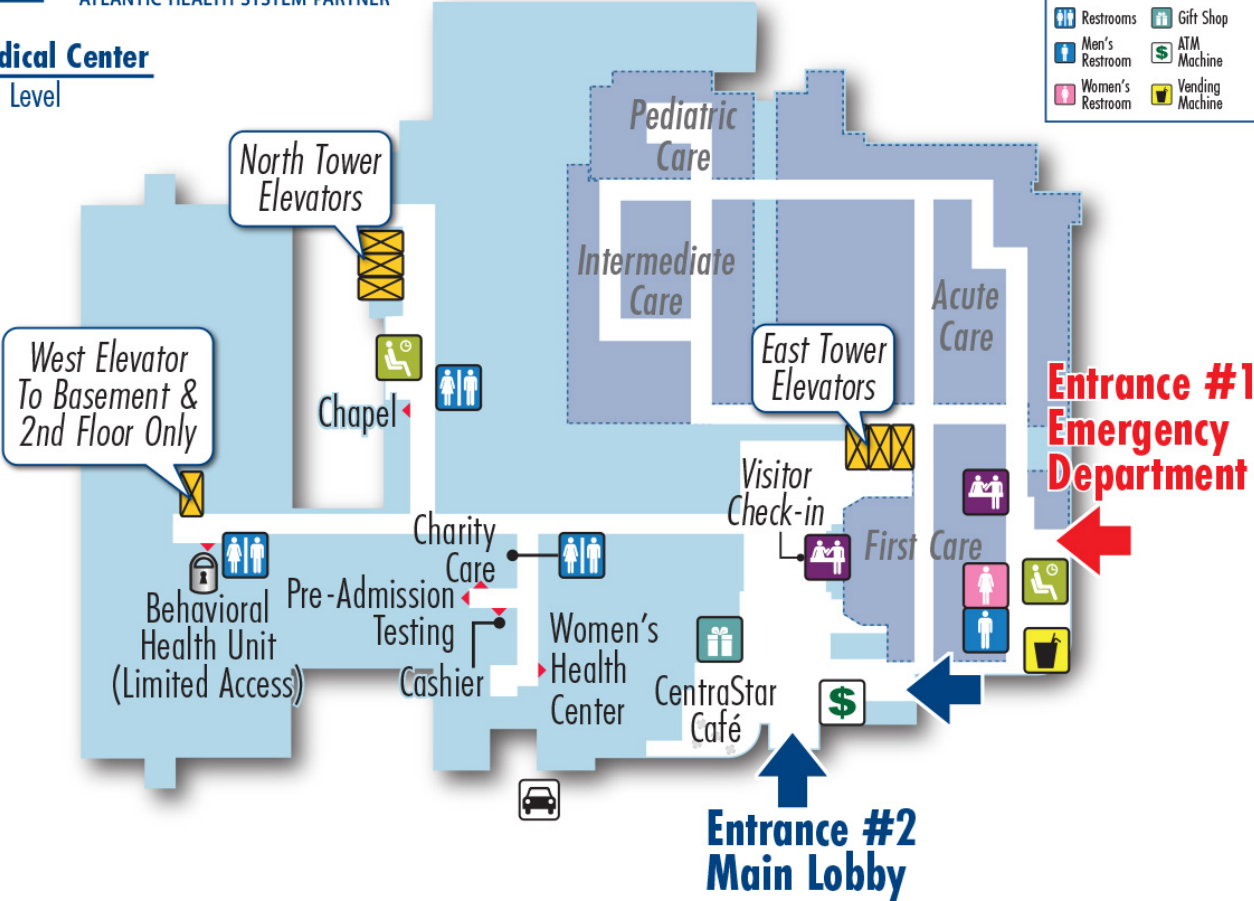 ATLANTIC HEALTH SYSTEM PARTNER
dical Center
Level
Restrooms
Gift Shop
Men's
Restroom
$
ATM
Machine
Women's
Restroom
Vending
Machine
Pediatric
Care
North Tower
Elevators
Intermediate
Care
Acute
Care
West Elevator
To Basement &
2nd Floor Only
East Tower
Elevators
Chapel
Entrance #1
Emergency
Department
Visitor
Check-in
Charity
Care
First Care
Behavioral
Health Unit
(Limited Access)
Pre-Admission
Testing
Cashier
Women's
Health
Center
CentraStar
Café
$
Entrance #2
Main Lobby